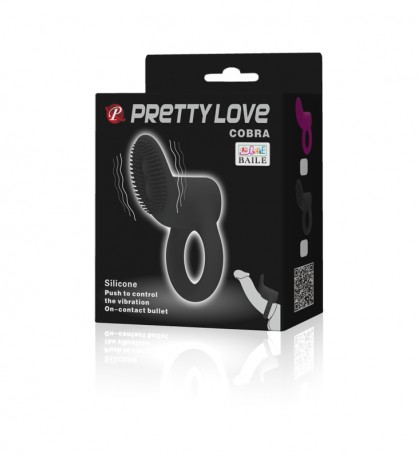 P
PRETTY LOVE
COBRA
BAILE
Silicone
Push to control
the vibration
On-contact bullet